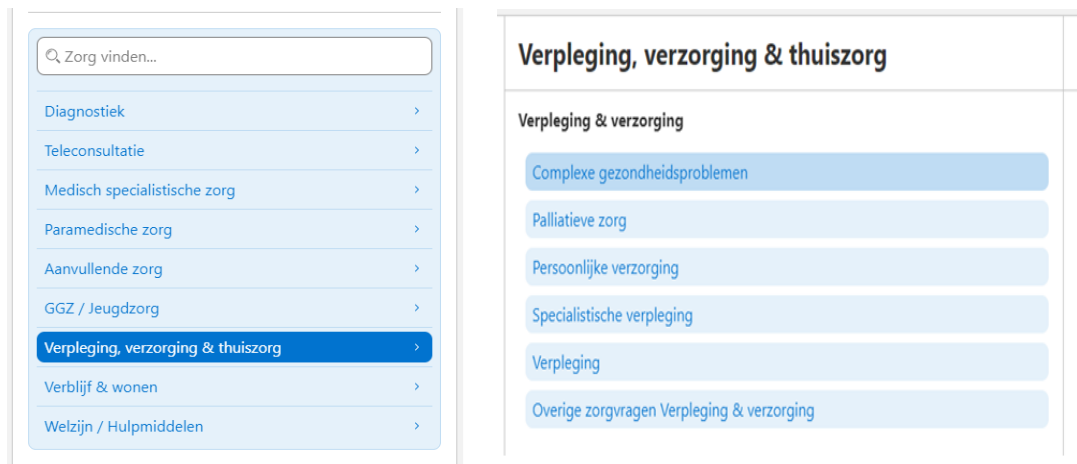 Zorg vinden...
Diagnostiek
Teleconsultatie
Medisch specialistische zorg
Paramedische zorg
Aanvullende zorg
GGZ / Jeugdzorg
Verpleging, verzorging & thuiszorg
Verblijf & wonen
Welzijn / Hulpmiddelen
Verpleging, verzorging & thuiszorg
Verpleging & verzorging
Complexe gezondheidsproblemen
Palliatieve zorg
Persoonlijke verzorging
Specialistische verpleging
Verpleging
Overige zorgvragen Verpleging & verzorging